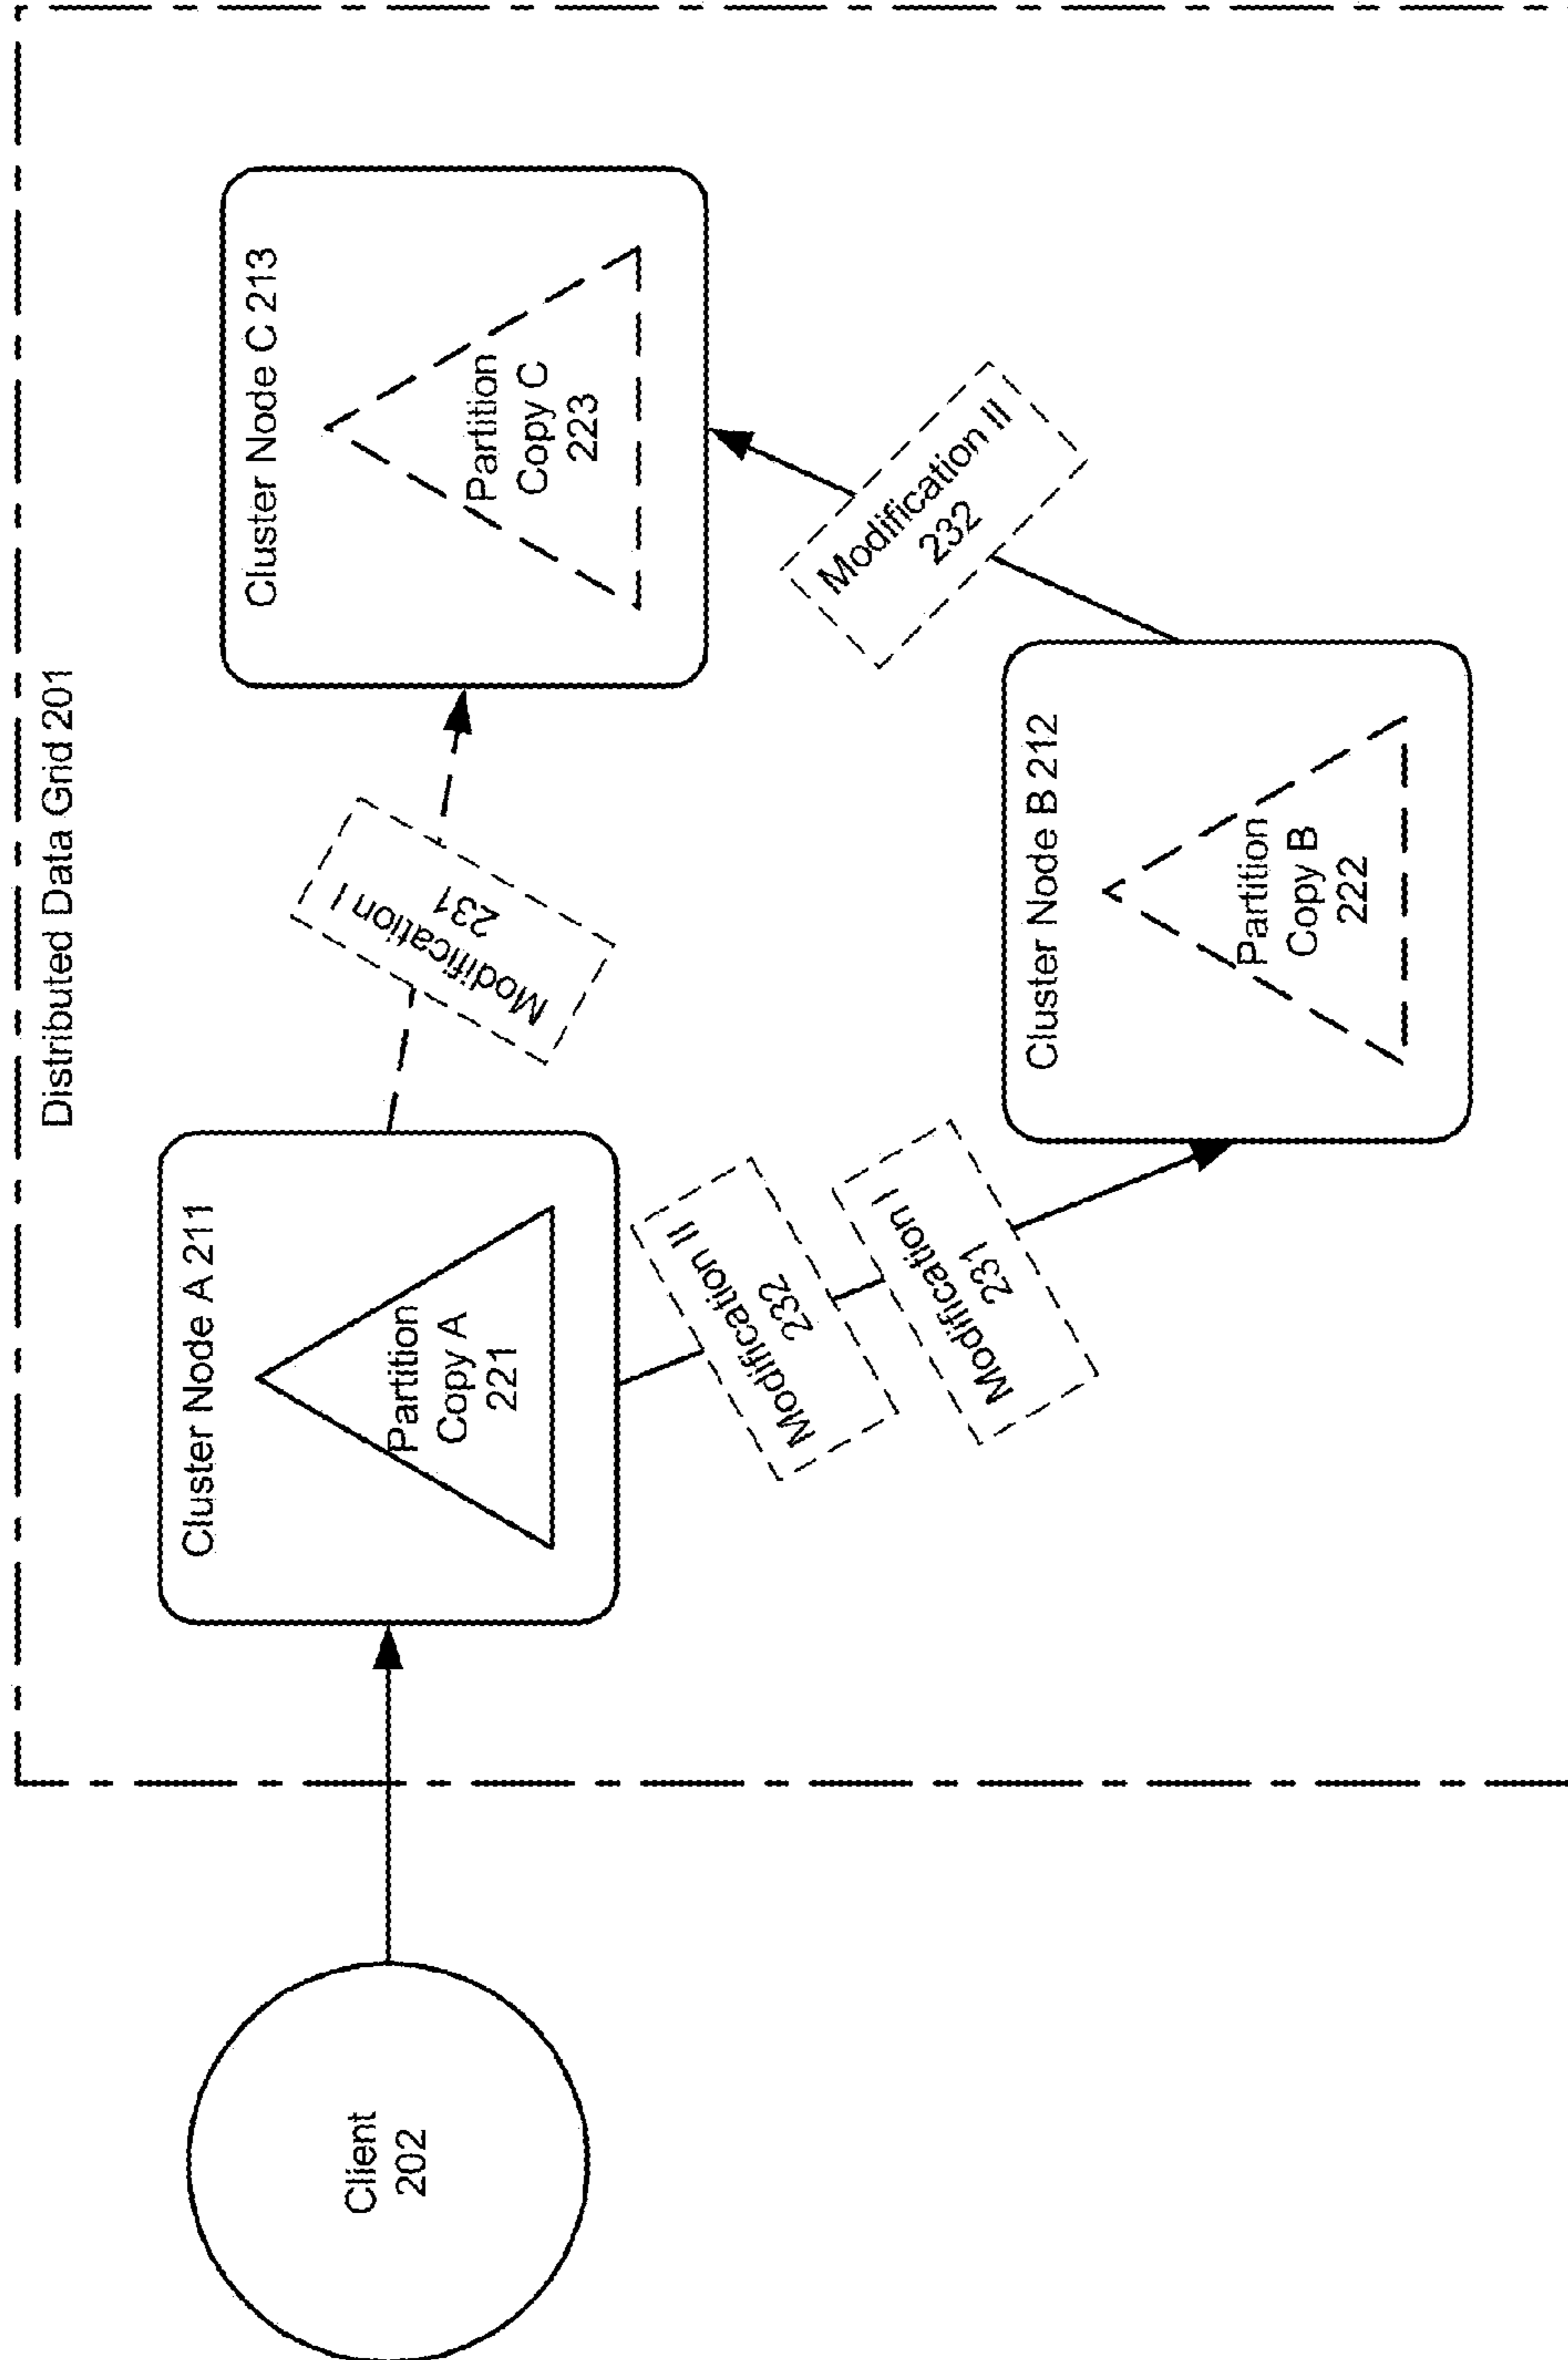 Distributed Data Grid 201
Client
202
Cluster Node A 211
Partition
Copy A
221
Modification I
231
Cluster Node C 213
Partition
Copy C
223
Modification II
232
Modification I
231
Modification II
232
Cluster Node B 212
Partition
Copy B
222